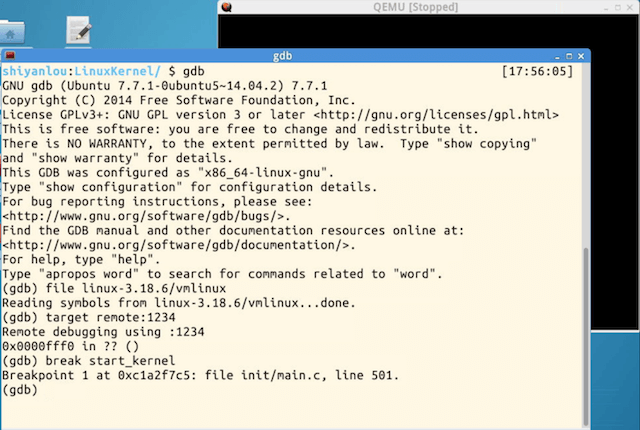 QEMU [Stopped]
gdb
shiyanlou:LinuxKernel/ $ gdb [17:56:05]
GNU gdb (Ubuntu 7.7.1-0ubuntu5~14.04.2) 7.7.1
Copyright (C) 2014 Free Software Foundation, Inc.
License GPLv3+: GNU GPL version 3 or later <http://gnu.org/licenses/gpl.html>
This is free software: you are free to change and redistribute it.
There is NO WARRANTY, to the extent permitted by law.  Type "show copying"
and "show warranty" for details.
This GDB was configured as "x86_64-linux-gnu".
Type "show configuration" for configuration details.
For bug reporting instructions, please see:
<http://www.gnu.org/software/gdb/bugs/>.
Find the GDB manual and other documentation resources online at:
<http://www.gnu.org/software/gdb/documentation/>.
For help, type "help".
Type "apropos word" to search for commands related to "word".
(gdb) file linux-3.18.6/vmlinux
Reading symbols from linux-3.18.6/vmlinux...done.
(gdb) target remote:1234
Remote debugging using :1234
0x0000fff0 in ?? ()
(gdb) break start_kernel
Breakpoint 1 at 0xc1a2f7c5: file init/main.c, line 501.
(gdb)